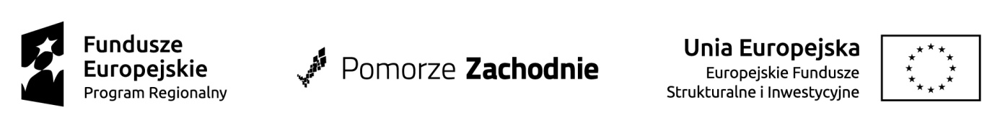 Fundusze
Europejskie
Program Regionalny
Pomorze Zachodnie
Unia Europejska
Europejskie Fundusze
Strukturalne i Inwestycyjne